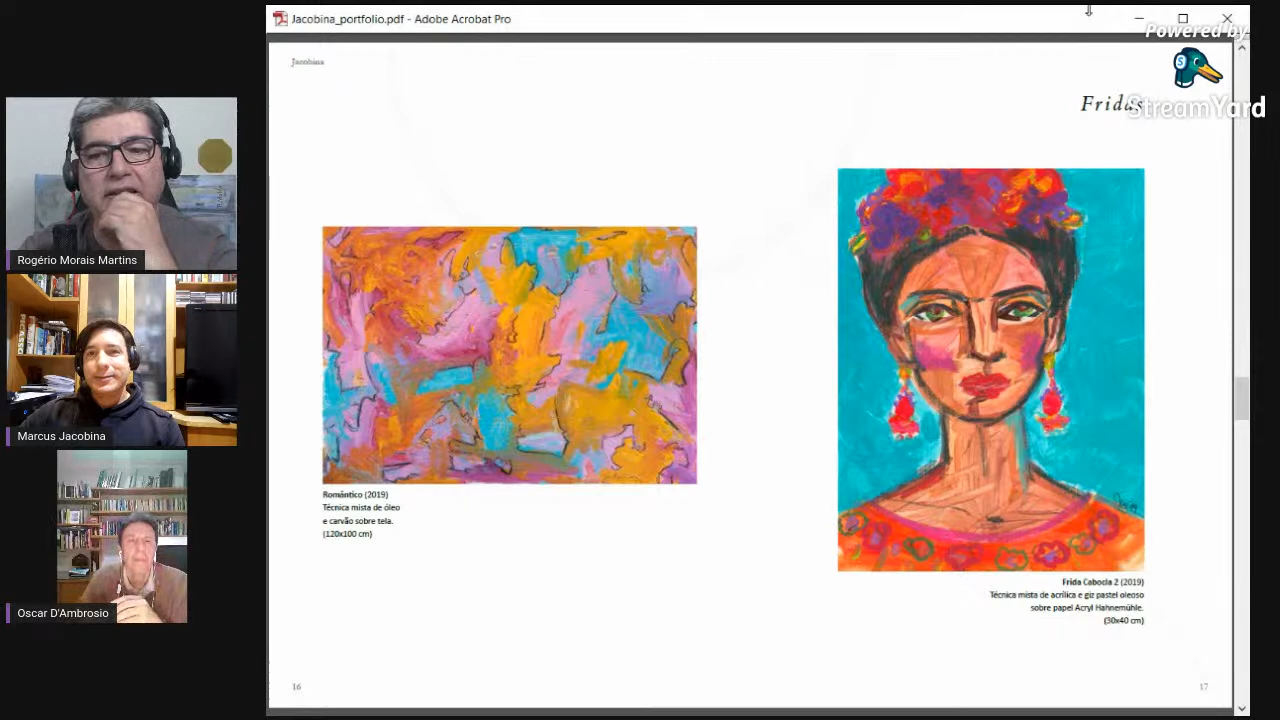 Jacobina_portfolio.pdf - Adobe Acrobat Pro
Powered by
StreamYard
Jacobina
Fridas
Rogério Morais Martins
Marcus Jacobina
Oscar D'Ambrosio
Romântico (2019)
Técnica mista de óleo
e carvão sobre tela.
(120x100 cm)
Frida Cabocla 2 (2019)
Técnica mista de acrílica e giz pastel oleoso
sobre papel Acryl Hahnemühle.
(30x40 cm)
16
17